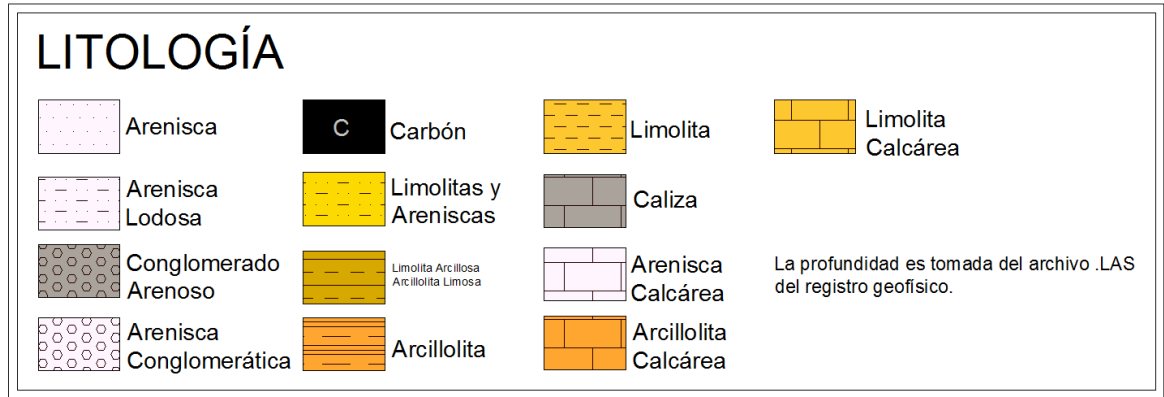 LITOLOGÍA
Arenisca
Arenisca
Lodosa
Conglomerado
Arenoso
Arenisca
Conglomerática
C
Carbón
Limolitas y
Areniscas
Limolita Arcillosa
Arcillolita Limosa
Arcillolita
Limolita
Caliza
Arenisca
Calcárea
Arcillolita
Calcárea
Limolita
Calcárea
La profundidad es tomada del archivo .LAS
del registro geofísico.